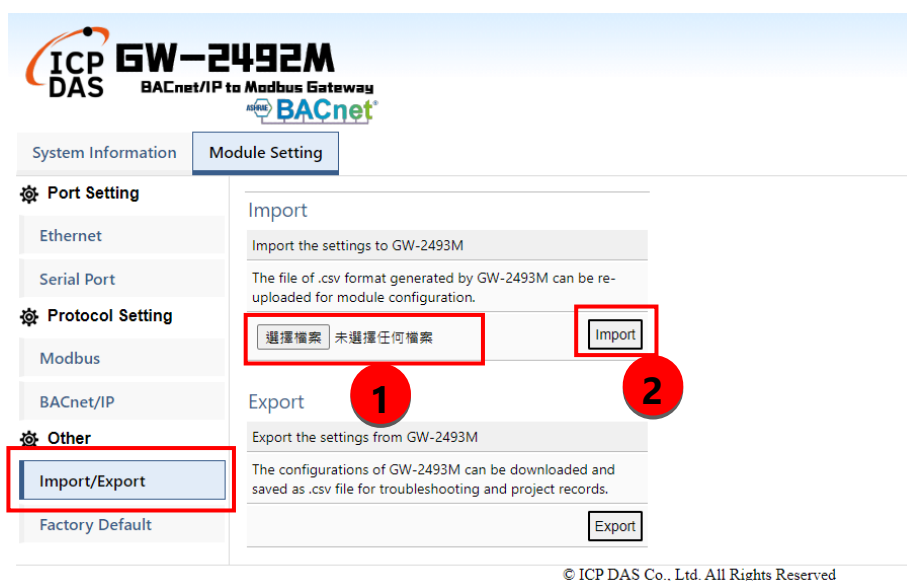 ICP DAS
GW-2492M
BACnet/IP to Modbus Gateway
ASHRAE BACnet
System Information
Module Setting
Port Setting
Ethernet
Serial Port
Protocol Setting
Modbus
BACnet/IP
Other
Import/Export
Factory Default
Import
Import the settings to GW-2493M
The file of .csv format generated by GW-2493M can be re-
uploaded for module configuration.
選擇檔案 未選擇任何檔案
Import
1
2
Export
Export the settings from GW-2493M
The configurations of GW-2493M can be downloaded and
saved as .csv file for troubleshooting and project records.
Export
© ICP DAS Co., Ltd. All Rights Reserved